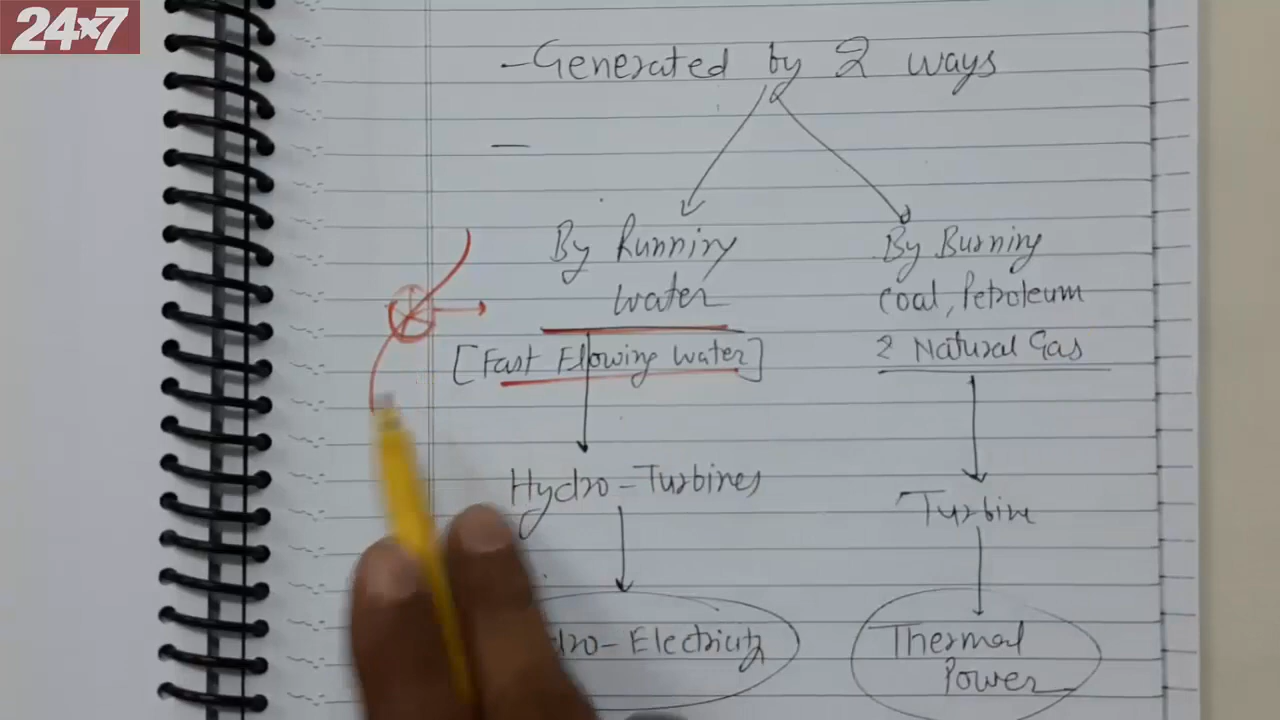 24x7
- Generated by 2 ways
By Running
water
[Fast Flowing water]
Hydro-Turbines
dro-Electricity
By Burning
coal, Petroleum
2 Natural Gas
Turbine
Thermal
Power